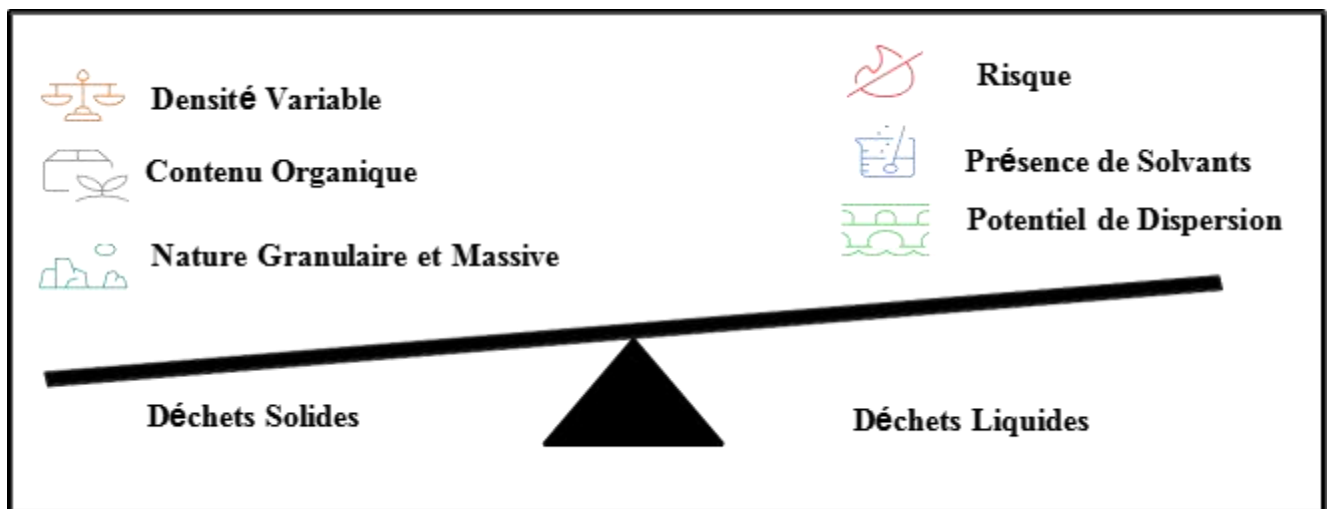 Densité Variable
Contenu Organique
Nature Granulaire et Massive
Risque
Présence de Solvants
Potentiel de Dispersion
Déchets Solides
Déchets Liquides